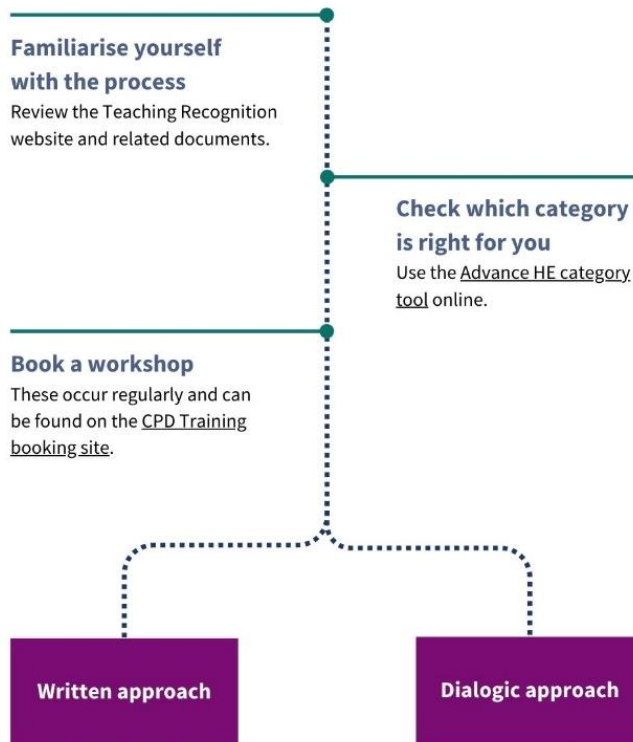 Familiarise yourself
with the process
Review the Teaching Recognition
website and related documents.
Check which category
is right for you
Use the Advance HE category
tool online.
Book a workshop
These occur regularly and can
be found on the CPD Training
booking site.
Written approach
Dialogic approach